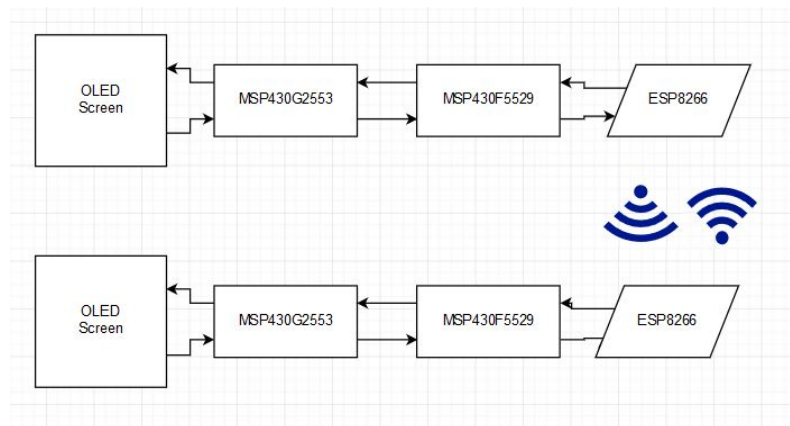 OLED
Screen
MSP430G2553
MSP430F5529
ESP8266
OLED
Screen
MSP430G2553
MSP430F5529
ESP8266